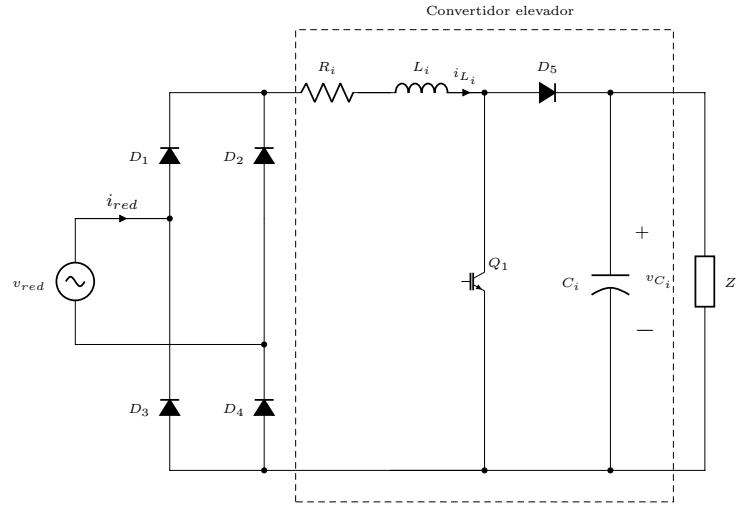 Convertidor elevador
R_i
L_i
i_{L_i}
D_5
D_1
D_2
i_{red}
v_{red}
Q_1
+
C_i
v_{C_i}
Z
−
D_3
D_4